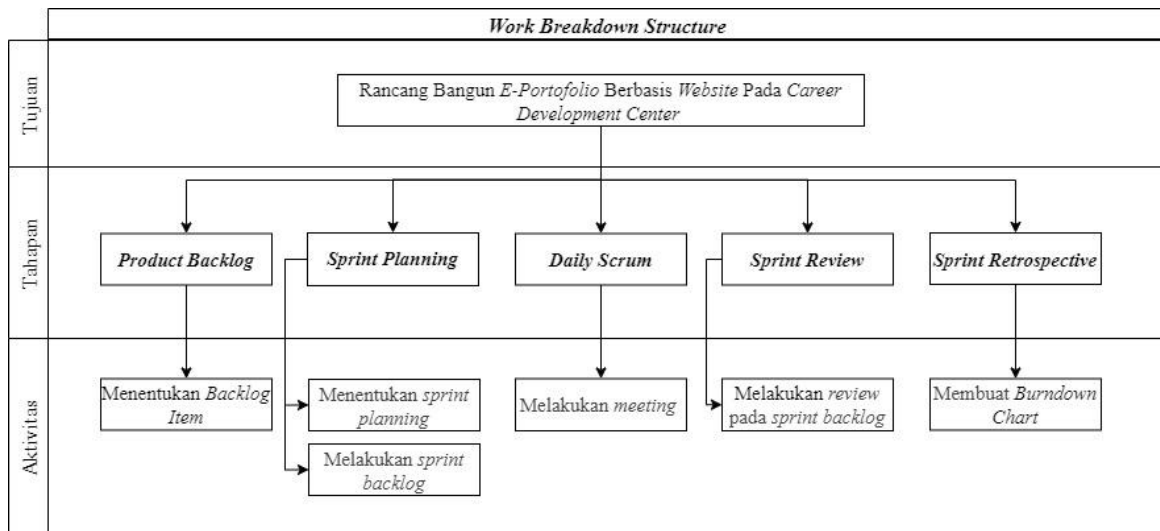 Work Breakdown Structure
Tujuan
Rancang Bangun E-Portofolio Berbasis Website Pada Career
Development Center
Tahapan
Product Backlog
Sprint Planning
Daily Scrum
Sprint Review
Sprint Retrospective
Aktivitas
Menentukan Backlog
Item
Menentukan sprint
planning
Melakukan sprint
backlog
Melakukan meeting
Melakukan review
pada sprint backlog
Membuat Burndown
Chart